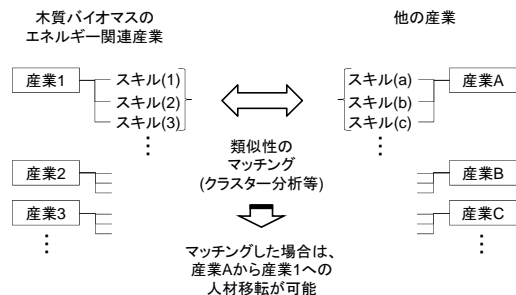 木質バイオマスの
エネルギー関連産業
他の産業
産業1
スキル(1)
スキル(2)
スキル(3)
スキル(a)
スキル(b)
スキル(c)
産業A
類似性の
マッチング
(クラスター分析等)
産業2
産業B
産業3
産業C
マッチングした場合は、
産業Aから産業1への
人材移転が可能